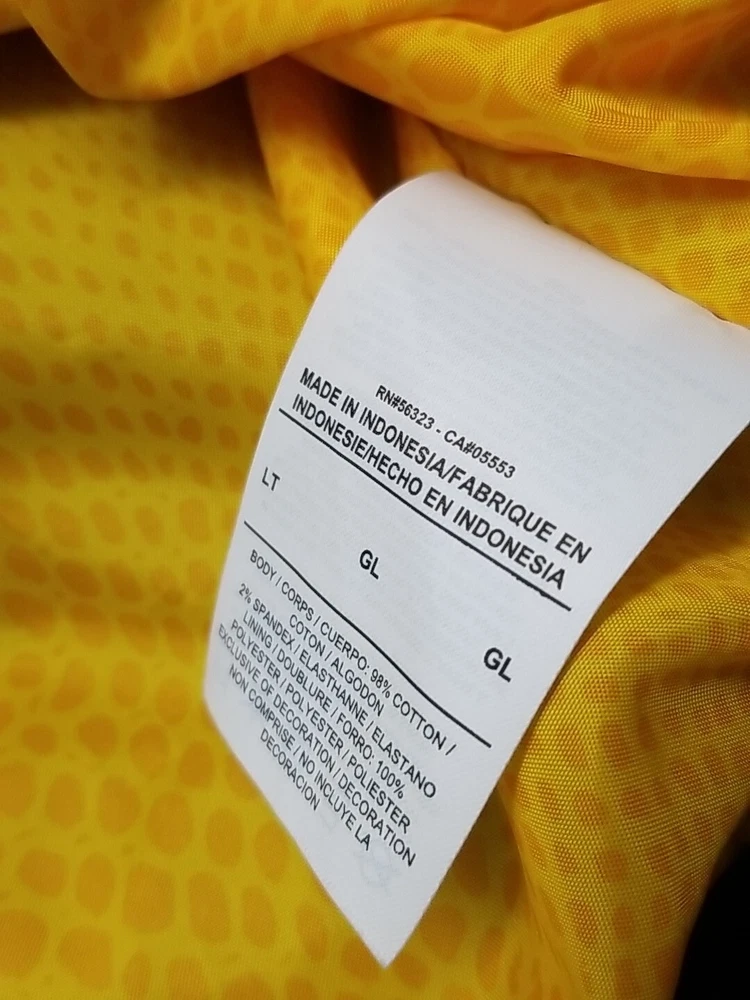 RN#56323 - CA#05553
MADE IN INDONESIA/FABRIQUE EN
INDONESIE/HECHO EN INDONESIA
LT GL GL
BODY / CORPS / CUERPO: 98% COTTON /
COTON / ALGODON
2% SPANDEX / ELASTHANNE / ELASTANO
LINING / DOUBLURE / FORRO: 100%
POLYESTER / POLYESTER / POLIESTER
EXCLUSIVE OF DECORATION / DECORATION
NON COMPRISE / NO INCLUYE LA
DECORACION